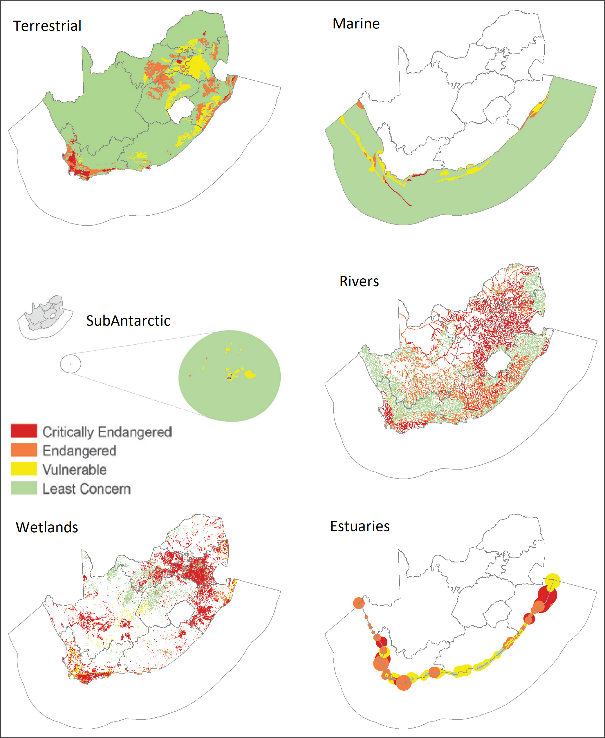 Terrestrial
Marine
SubAntarctic
Rivers
Critically Endangered
Endangered
Vulnerable
Least Concern
Wetlands
Estuaries